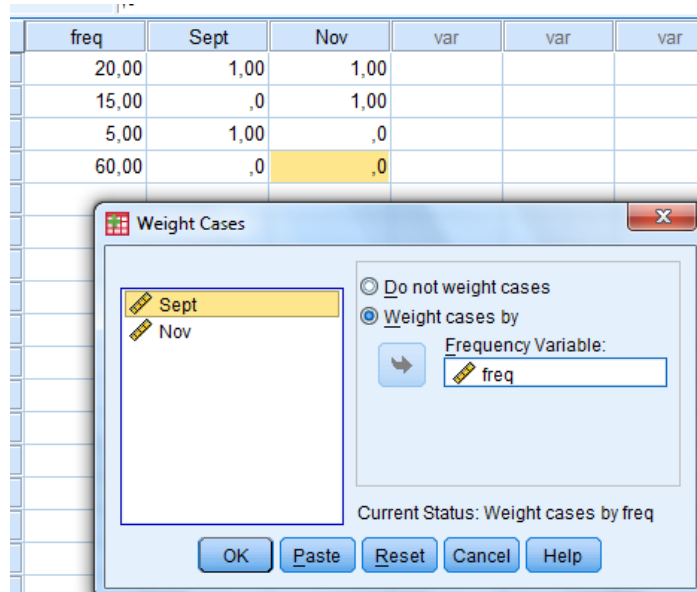 freq Sept Nov var var var
20,00 1,00 1,00
15,00 ,0 1,00
5,00 1,00 ,0
60,00 ,0 ,0
Weight Cases
Sept
Nov
Do not weight cases
Weight cases by
Frequency Variable:
freq
Current Status: Weight cases by freq
OK Paste Reset Cancel Help